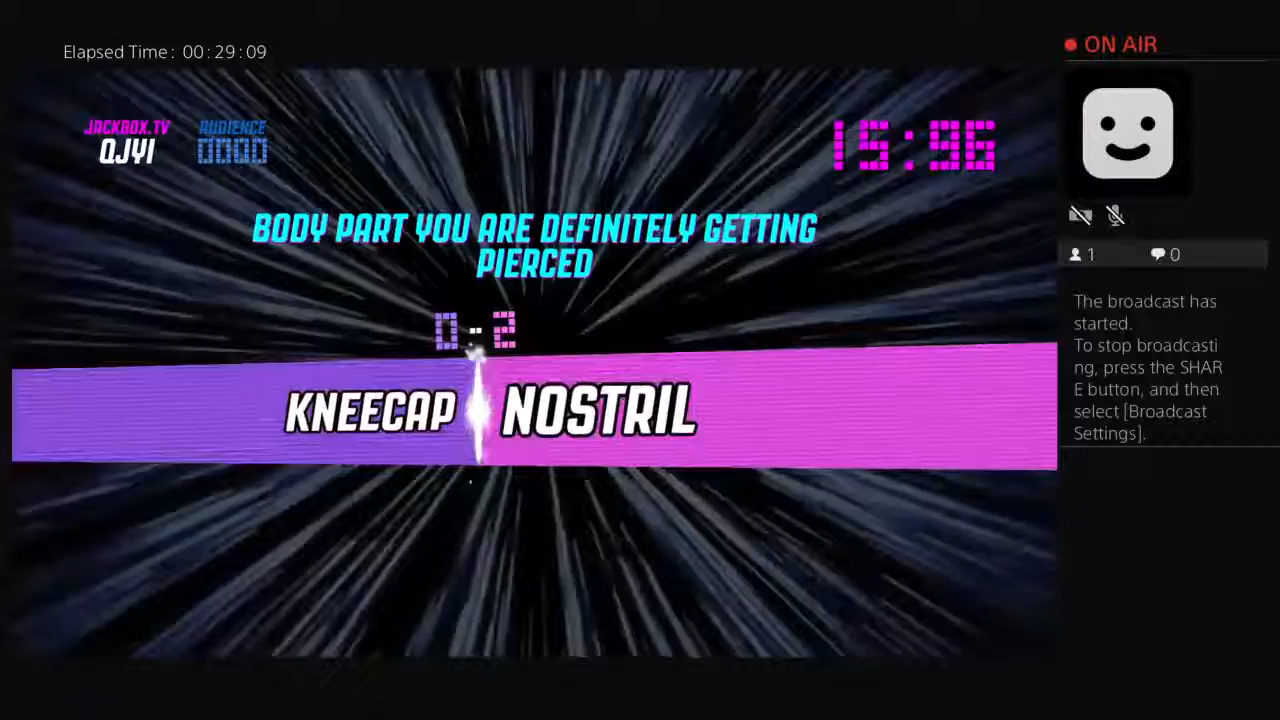 Elapsed Time: 00:29:09
ON AIR
JACKBOX.TV
QJYI
AUDIENCE
0000
15:96
BODY PART YOU ARE DEFINITELY GETTING
PIERCED
0-2
KNEECAP
NOSTRIL
1
0
The broadcast has
started.
To stop broadcasti
ng, press the SHAR
E button, and then
select [Broadcast
Settings].